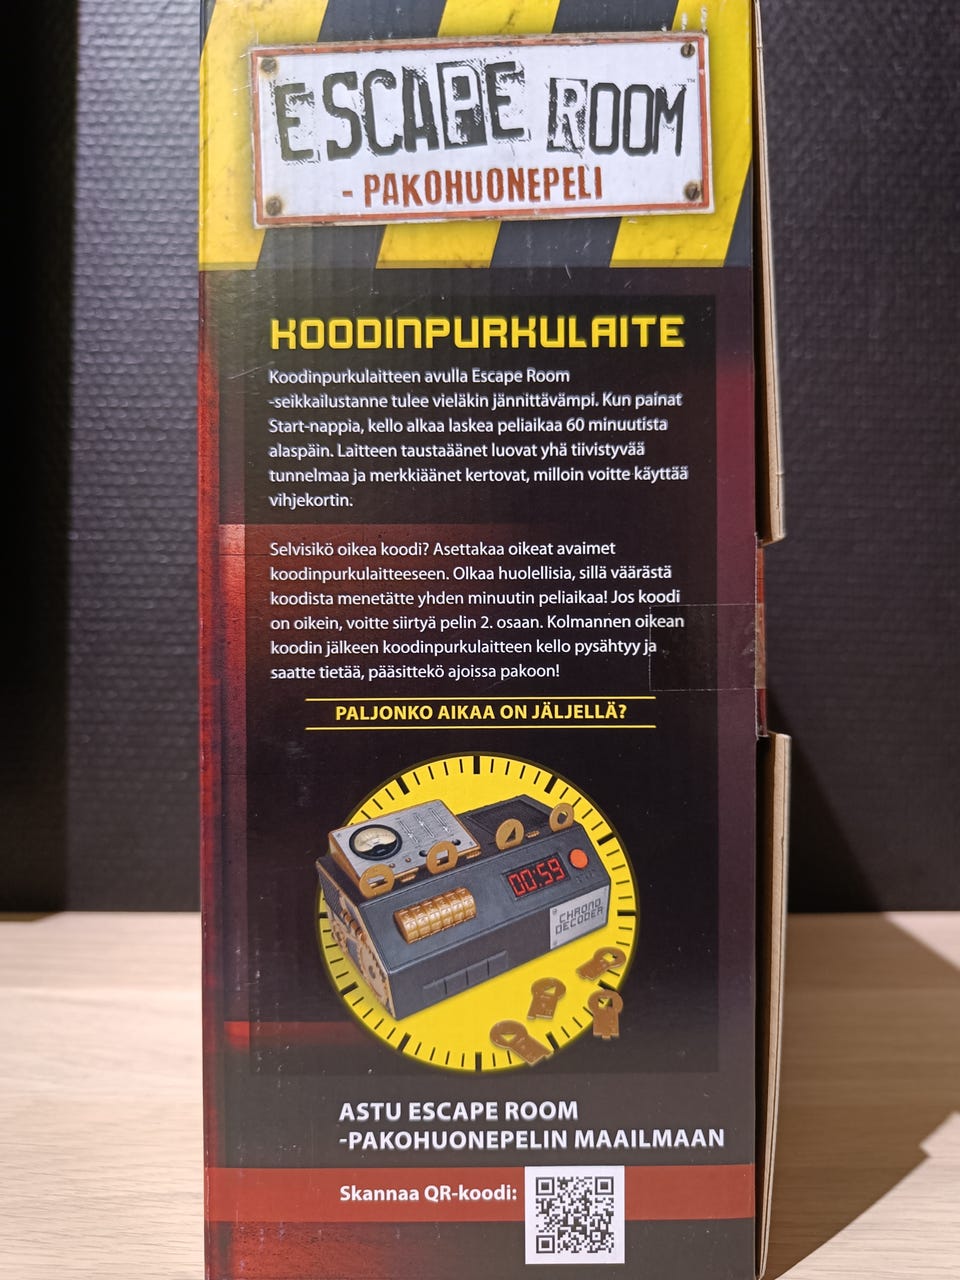 ESCAPE ROOM™
- PAKOHUONEPELI
KOODINPURKULAITE
Koodinpurkulaitteen avulla Escape Room
-seikkailustanne tulee vieläkin jännittävämpi. Kun painat
Start-nappia, kello alkaa laskea peliaikaa 60 minuutista
alaspäin. Laitteen taustaäänet luovat yhä tiivistyvää
tunnelmaa ja merkkiäänet kertovat, milloin voitte käyttää
vihjekortin.
Selvisikö oikea koodi? Asettakaa oikeat avaimet
koodinpurkulaitteeseen. Olkaa huolellisia, sillä väärästä
koodista menetätte yhden minuutin peliaikaa! Jos koodi
on oikein, voitte siirtyä pelin 2. osaan. Kolmannen oikean
koodin jälkeen koodinpurkulaitteen kello pysähtyy ja
saatte tietää, pääsittekö ajoissa pakoon!
PALJONKO AIKAA ON JÄLJELLÄ?
00:59
CHRONO
DECODER
ASTU ESCAPE ROOM
-PAKOHUONEPELIN MAAILMAAN
Skannaa QR-koodi: